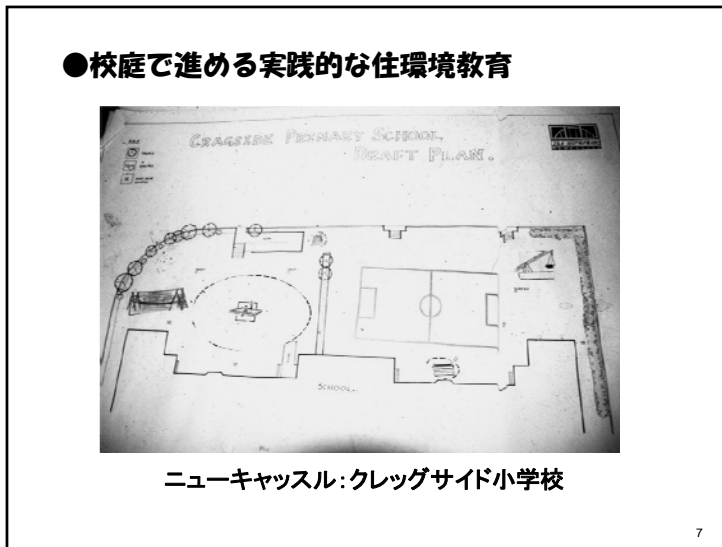 ●校庭で進める実践的な住環境教育
CRAGSIDE PRIMARY SCHOOL,
DRAFT PLAN.
SCHOOL.
ニューキャッスル:クレッグサイド小学校
7